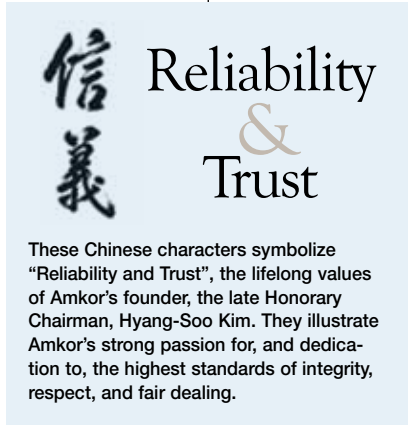 信義
Reliability
&
Trust
These Chinese characters symbolize
“Reliability and Trust”, the lifelong values
of Amkor’s founder, the late Honorary
Chairman, Hyang-Soo Kim. They illustrate
Amkor’s strong passion for, and dedica-
tion to, the highest standards of integrity,
respect, and fair dealing.